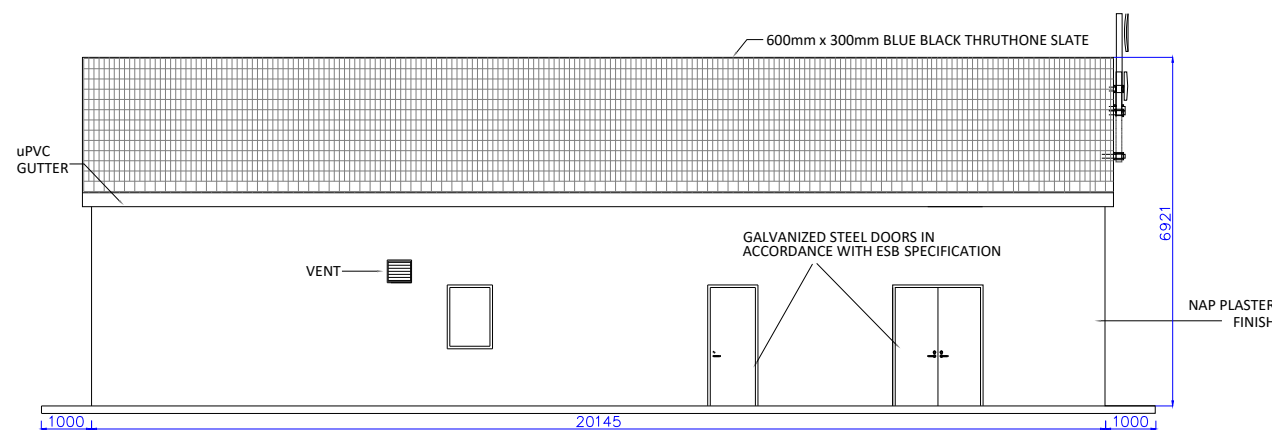 600mm x 300mm BLUE BLACK THRUTHONE SLATE
uPVC
GUTTER
6921
GALVANIZED STEEL DOORS IN
ACCORDANCE WITH ESB SPECIFICATION
VENT
NAP PLASTER
FINISH
1000
20145
1000